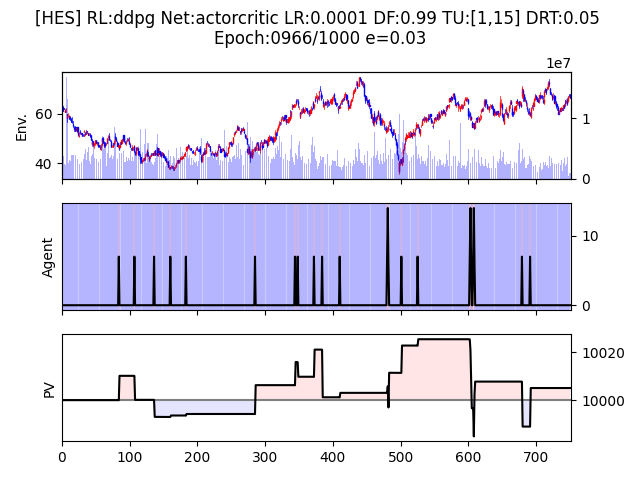 [HES] RL:ddpg Net:actorcritic LR:0.0001 DF:0.99 TU:[1,15] DRT:0.05
Epoch:0966/1000 e=0.03
1e7
Env.
60
40
1
0
Agent
10
0
PV
10020
10000
0 100 200 300 400 500 600 700